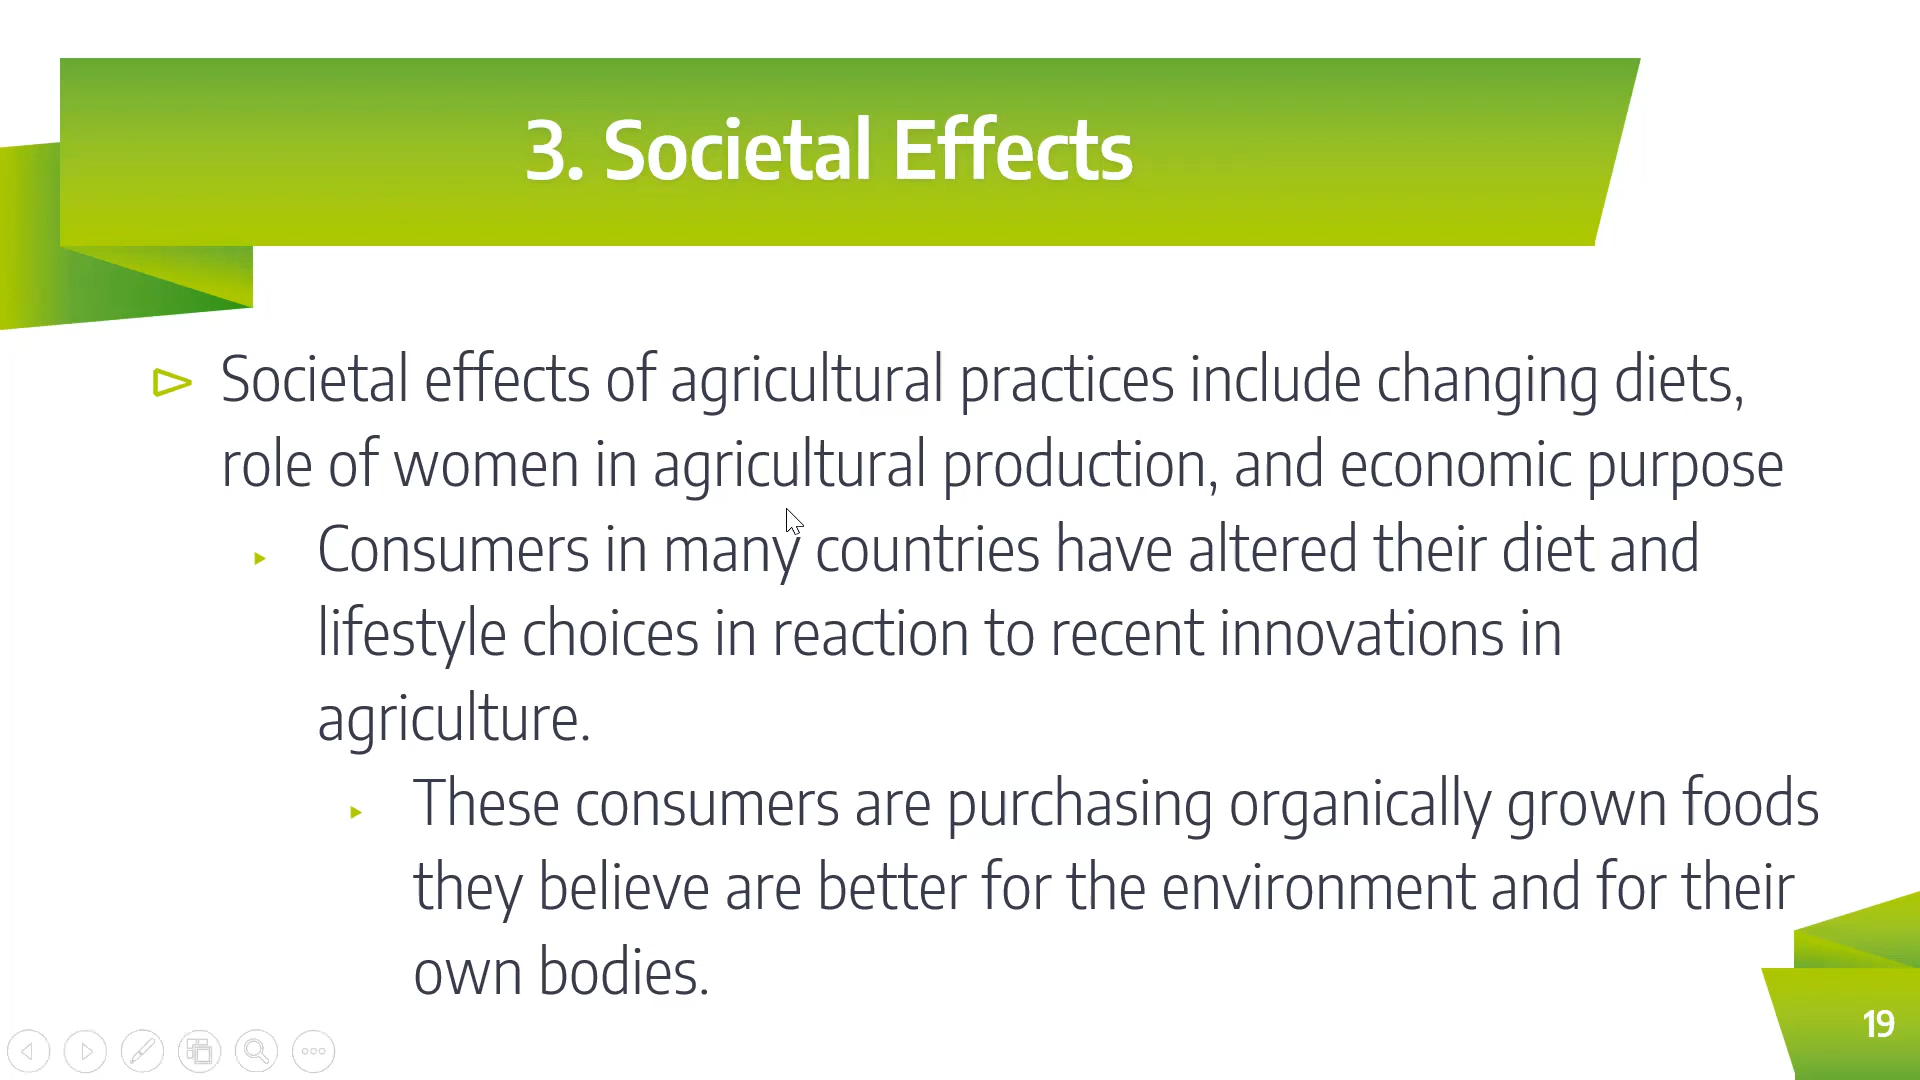 3. Societal Effects
Societal effects of agricultural practices include changing diets,
role of women in agricultural production, and economic purpose
Consumers in many countries have altered their diet and
lifestyle choices in reaction to recent innovations in
agriculture.
These consumers are purchasing organically grown foods
they believe are better for the environment and for their
own bodies.
19